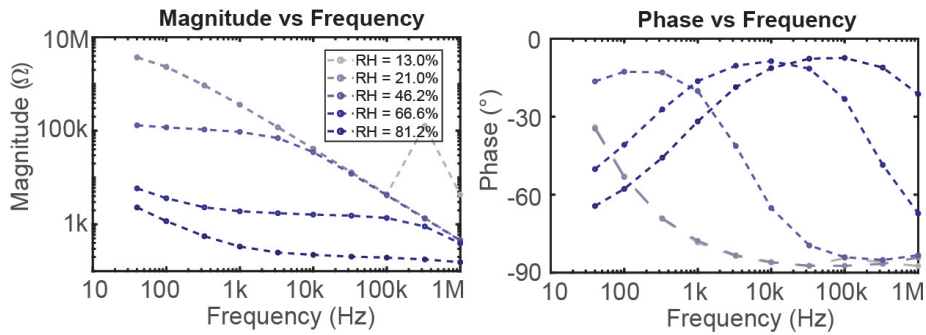 Magnitude vs Frequency
10M
100k
1k
Magnitude (Ω)
RH = 13.0%
RH = 21.0%
RH = 46.2%
RH = 66.6%
RH = 81.2%
10 100 1k 10k 100k 1M
Frequency (Hz)
Phase vs Frequency
0
-30
-60
-90
Phase (°)
10 100 1k 10k 100k 1M
Frequency (Hz)